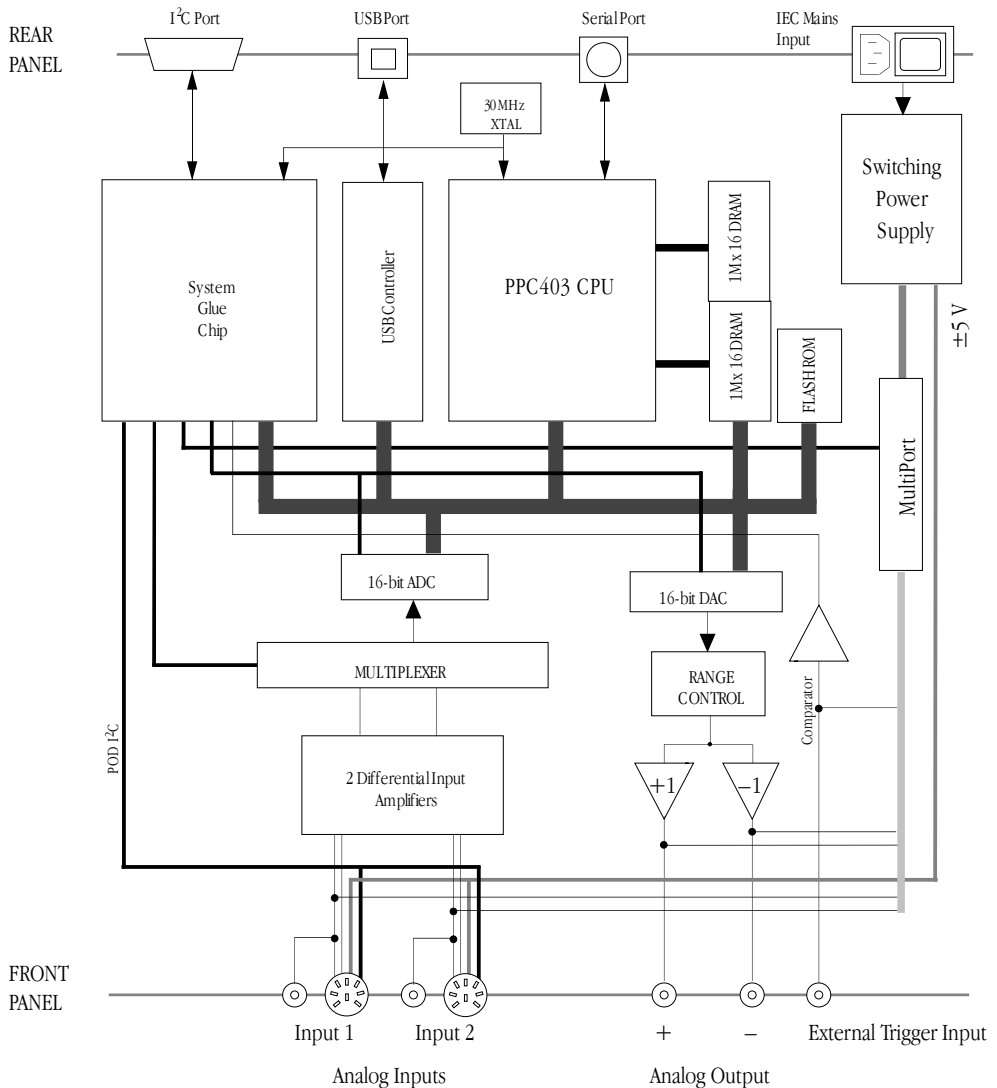 I²C Port
USB Port
Serial Port
IEC Mains
Input
REAR
PANEL
30 MHz
XTAL
Switching
Power
Supply
System
Glue
Chip
USB Controller
PPC403 CPU
1M x 16 DRAM
1M x 16 DRAM
FLASH ROM
±5 V
MultiPort
16-bit ADC
16-bit DAC
MULTIPLEXER
RANGE
CONTROL
Comparator
POD I²C
2 Differential Input
Amplifiers
+1
−1
FRONT
PANEL
Input 1
Input 2
+
−
External Trigger Input
Analog Inputs
Analog Output